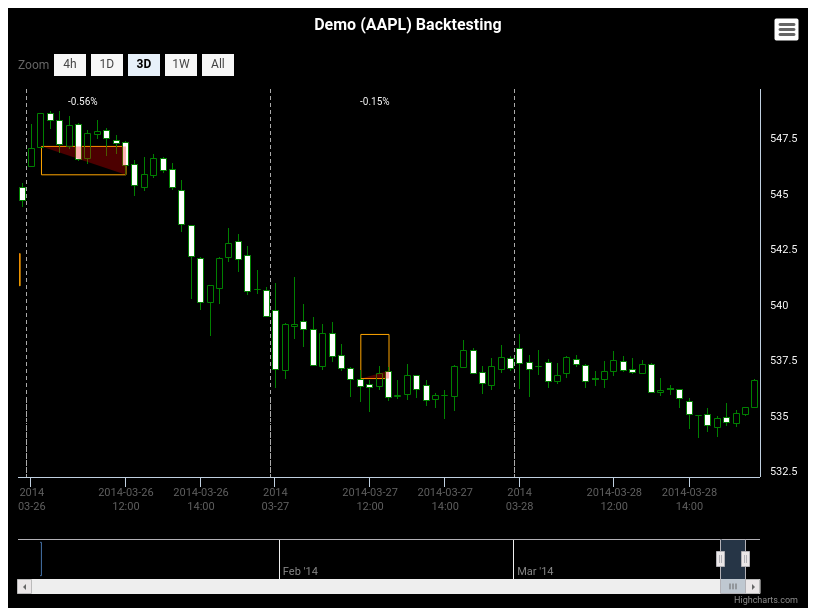 Demo (AAPL) Backtesting
Zoom 4h 1D 3D 1W All
-0.56% -0.15%
547.5
545
542.5
540
537.5
535
532.5
2014 2014-03-26 2014-03-26 2014 2014-03-27 2014-03-27 2014 2014-03-28 2014-03-28
03-26 12:00 14:00 03-27 12:00 14:00 03-28 12:00 14:00
Feb '14 Mar '14
Highcharts.com